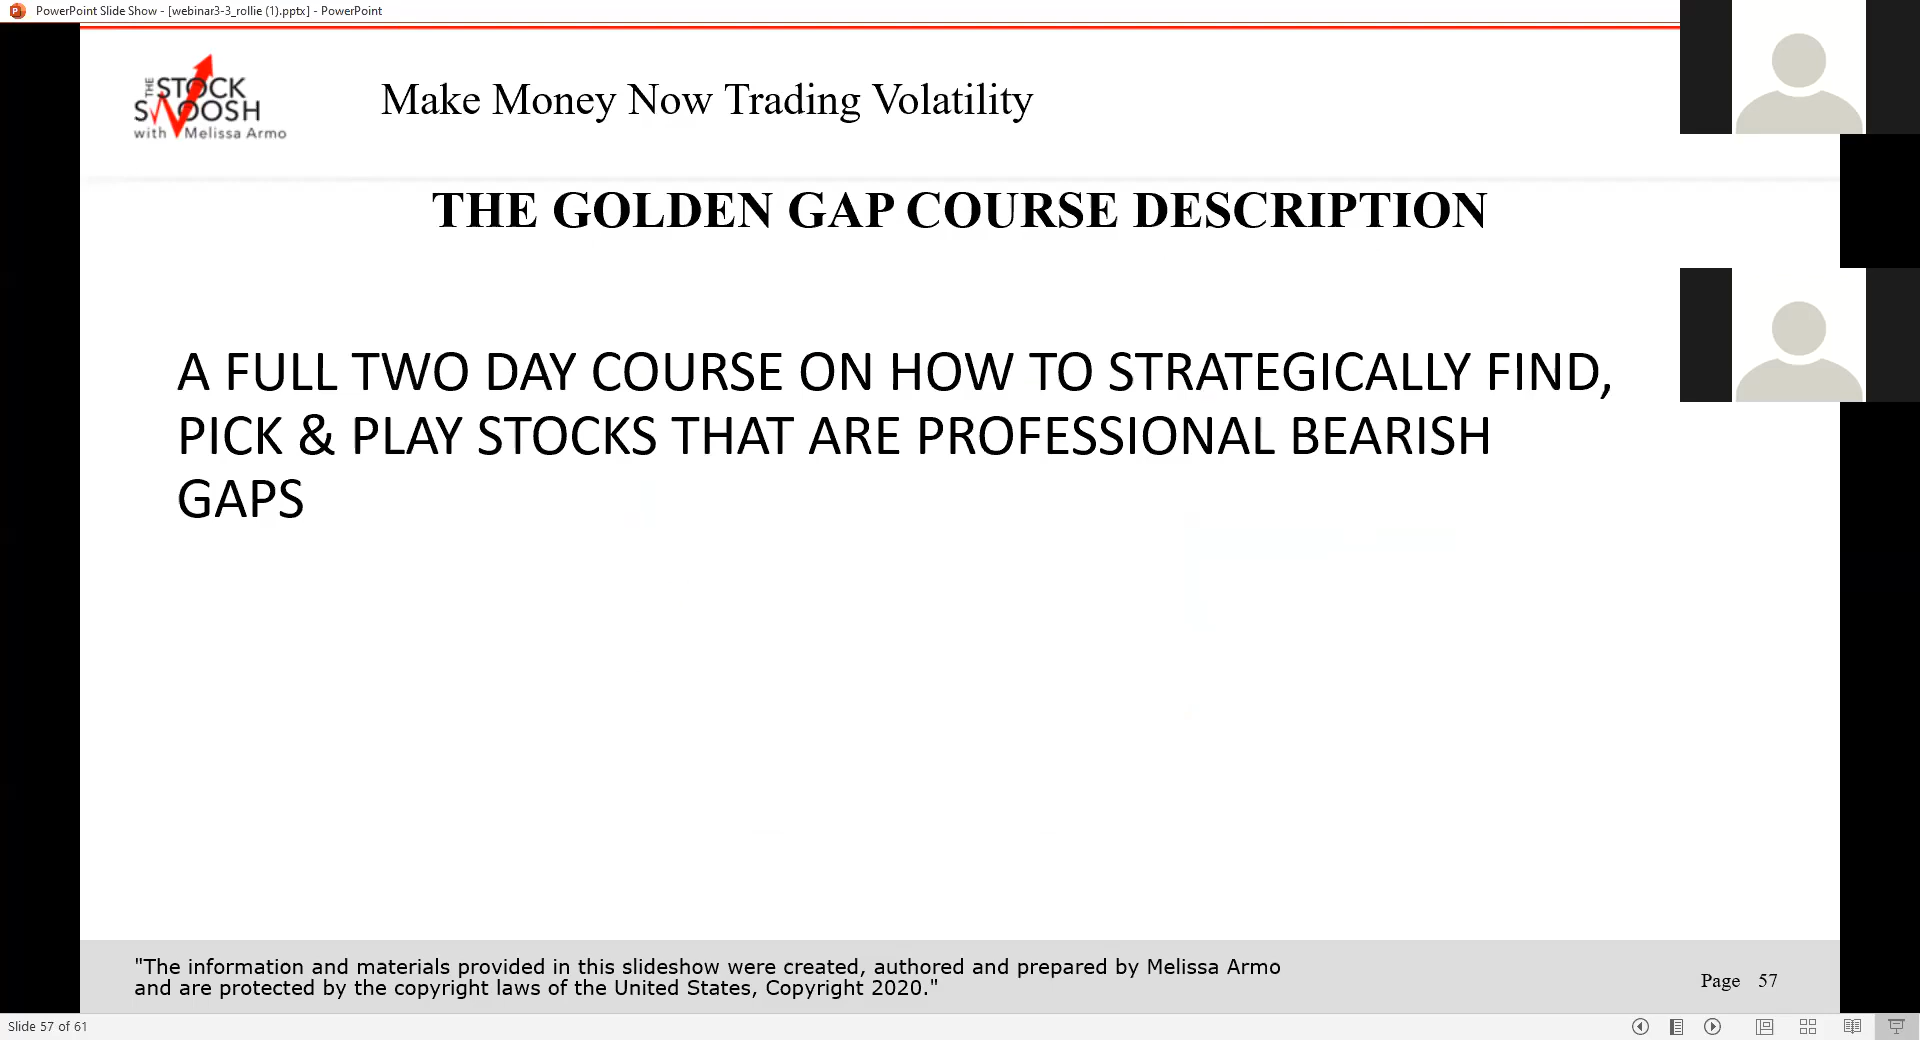 PowerPoint Slide Show - [webinar3-3_rollie (1).pptx] - PowerPoint
THE
STOCK
SWOOSH
with Melissa Armo
Make Money Now Trading Volatility
THE GOLDEN GAP COURSE DESCRIPTION
A FULL TWO DAY COURSE ON HOW TO STRATEGICALLY FIND,
PICK & PLAY STOCKS THAT ARE PROFESSIONAL BEARISH
GAPS
"The information and materials provided in this slideshow were created, authored and prepared by Melissa Armo
and are protected by the copyright laws of the United States, Copyright 2020."
Page 57
Slide 57 of 61